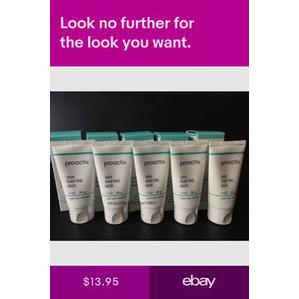 Look no further for
the look you want.
proactiv
proactiv
proactiv
proactiv
proactiv
SKIN
PURIFYING
MASK
SKIN
PURIFYING
MASK
SKIN
PURIFYING
MASK
SKIN
PURIFYING
MASK
SKIN
PURIFYING
MASK
$13.95
ebay